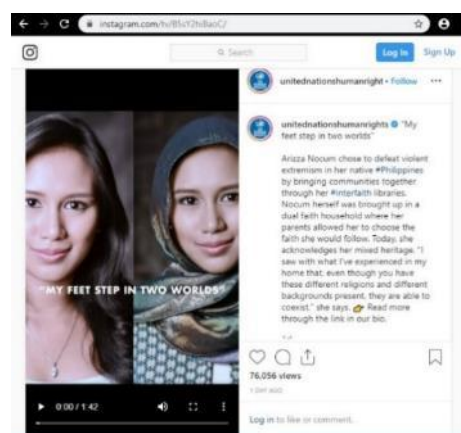 instagram.com/tv/
Search
Log In
Sign Up
unitednationshumanright • Follow
unitednationshumanrights "My
feet step in two worlds"
Arizza Nocum chose to defeat violent
extremism in her native #Philippines
by bringing communities together
through her #interfaith libraries.
Nocum herself was brought up in a
dual faith household where her
parents allowed her to choose the
faith she would follow. Today, she
acknowledges her mixed heritage. "I
saw with what I've experienced in my
home that, even though you have
these different religions and different
backgrounds present, they are able to
coexist," she says. 👉 Read more
through the link in our bio.
"MY FEET STEP IN TWO WORLDS"
76,056 views
1 DAY AGO
0:00 / 1:42
Log in to like or comment.